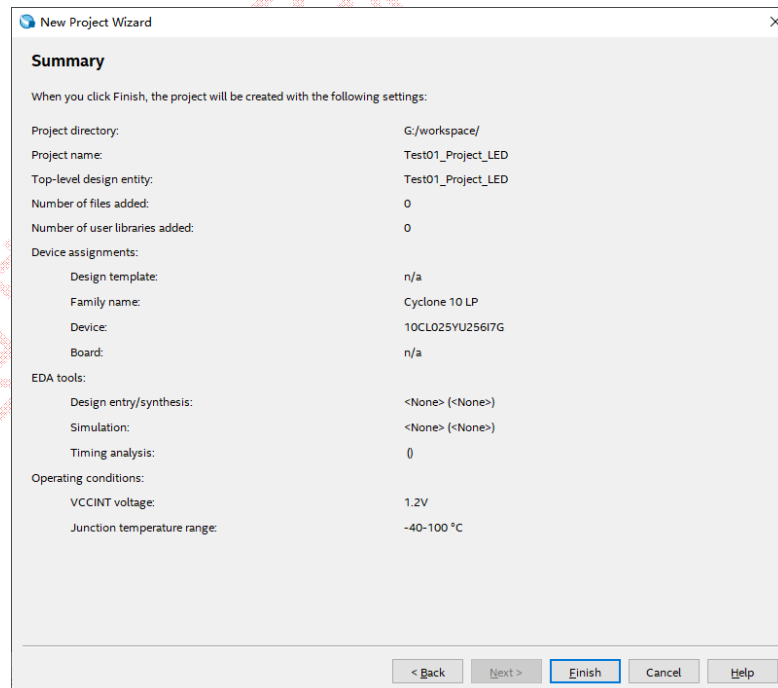 New Project Wizard
Summary
When you click Finish, the project will be created with the following settings:
Project directory: G:/workspace/
Project name: Test01_Project_LED
Top-level design entity: Test01_Project_LED
Number of files added: 0
Number of user libraries added: 0
Device assignments:
Design template: n/a
Family name: Cyclone 10 LP
Device: 10CL025YU256I7G
Board: n/a
EDA tools:
Design entry/synthesis: <None> (<None>)
Simulation: <None> (<None>)
Timing analysis: ()
Operating conditions:
VCCINT voltage: 1.2V
Junction temperature range: -40-100 °C
< Back Next > Finish Cancel Help